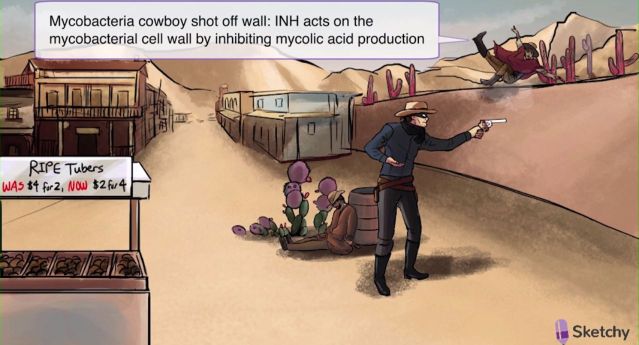 Mycobacteria cowboy shot off wall: INH acts on the
mycobacterial cell wall by inhibiting mycolic acid production
RIPE Tubers
WAS $4 for 2, NOW $2 for 4
Sketchy